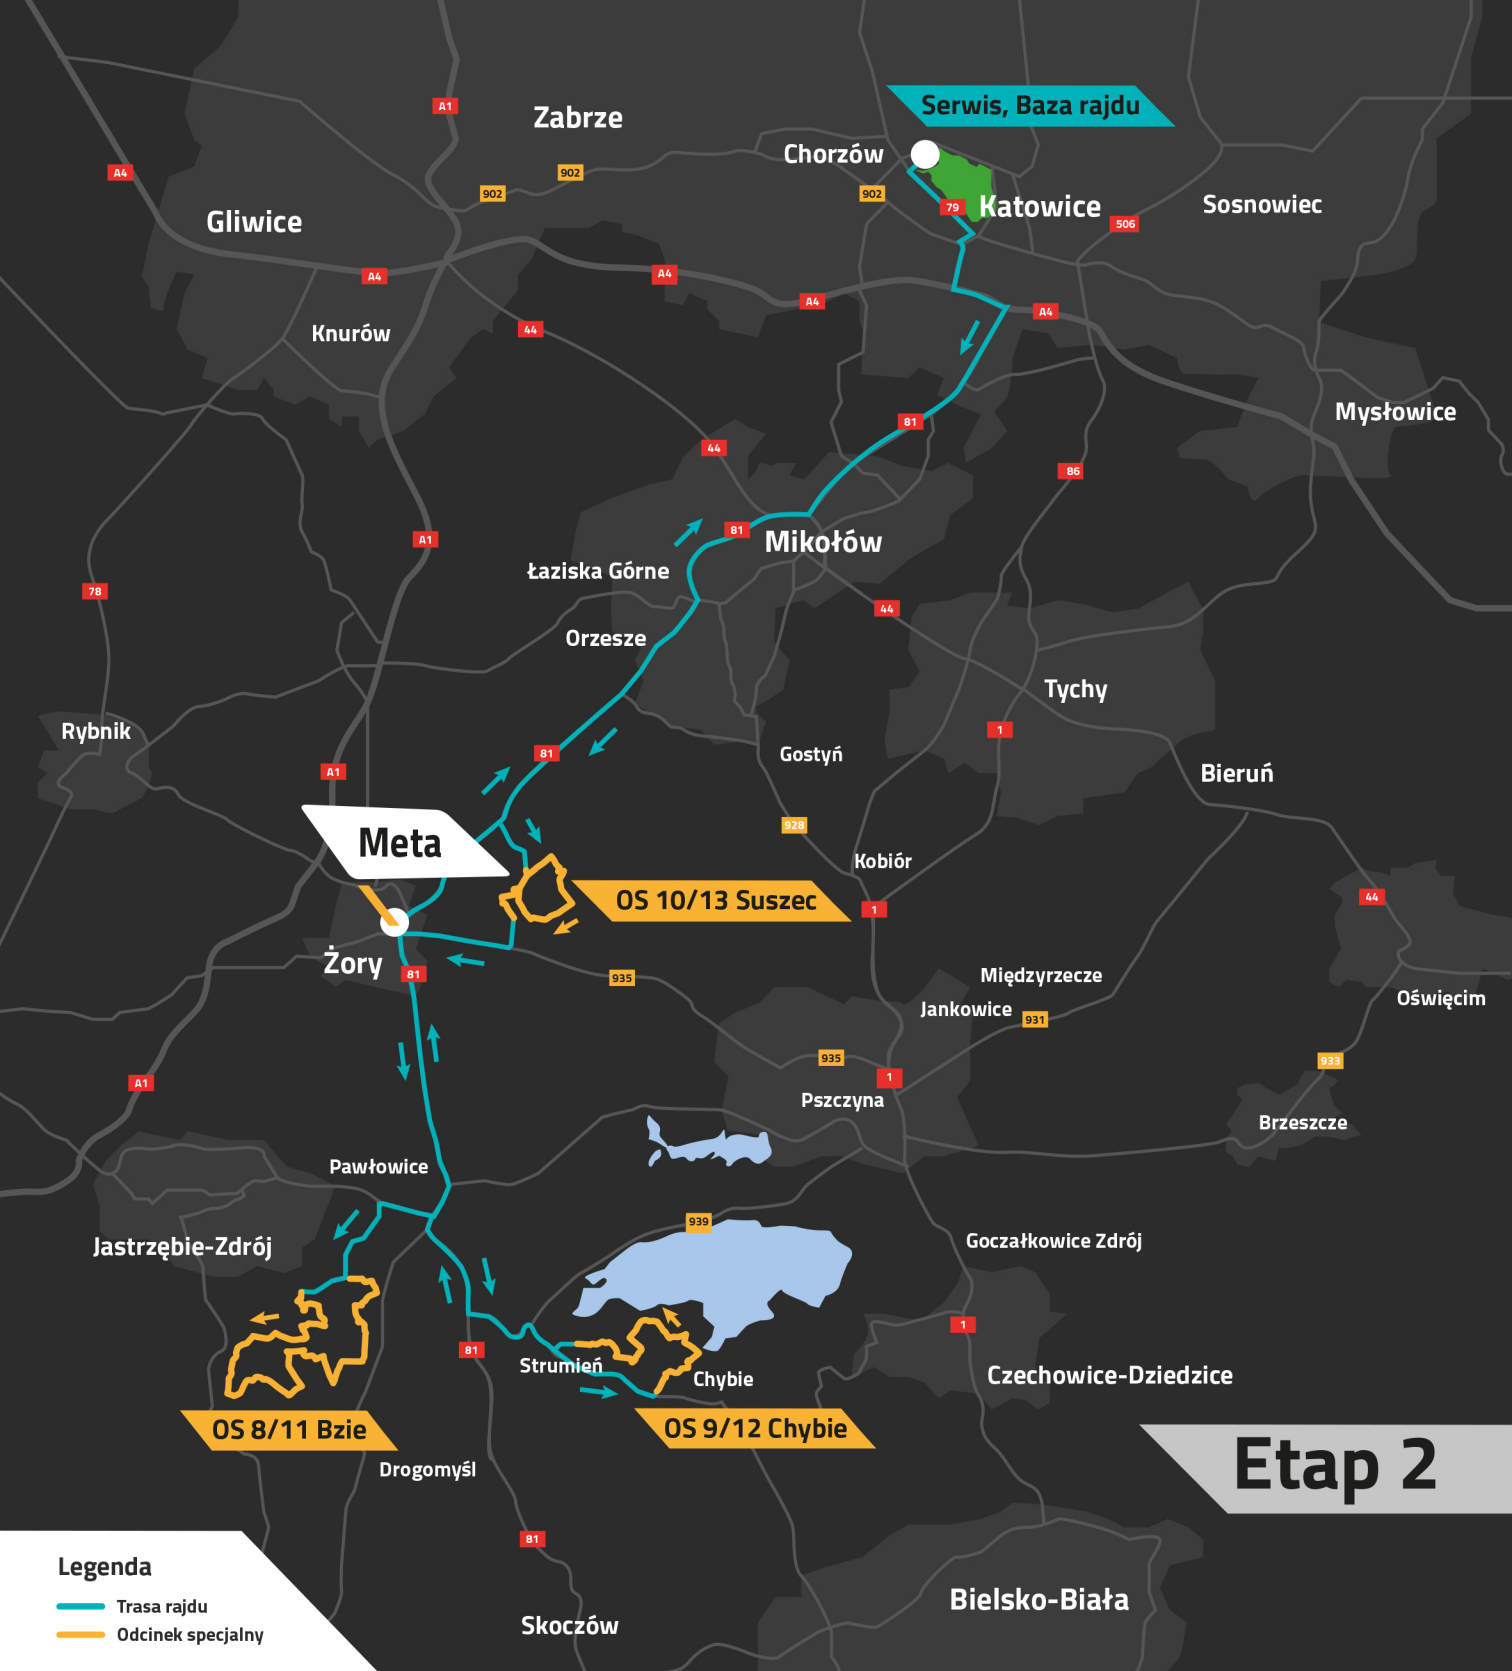 Serwis, Baza rajdu
A1
Zabrze
Chorzów
A4
902
902
902
79
Katowice
Sosnowiec
506
Gliwice
A4
A4
A4
A4
Knurów
44
Mysłowice
81
44
86
81
A1
Mikołów
Łaziska Górne
78
44
Orzesze
Tychy
Rybnik
1
81
Gostyń
A1
Bieruń
928
Meta
Kobiór
OS 10/13 Suszec
44
1
Żory
81
935
Międzyrzecze
Jankowice
931
Oświęcim
935
933
A1
1
Pszczyna
Brzeszcze
Pawłowice
939
Jastrzębie-Zdrój
Goczałkowice Zdrój
1
81
Strumień
Chybie
Czechowice-Dziedzice
OS 8/11 Bzie
OS 9/12 Chybie
Drogomyśl
Etap 2
81
Legenda
Trasa rajdu
Odcinek specjalny
Bielsko-Biała
Skoczów